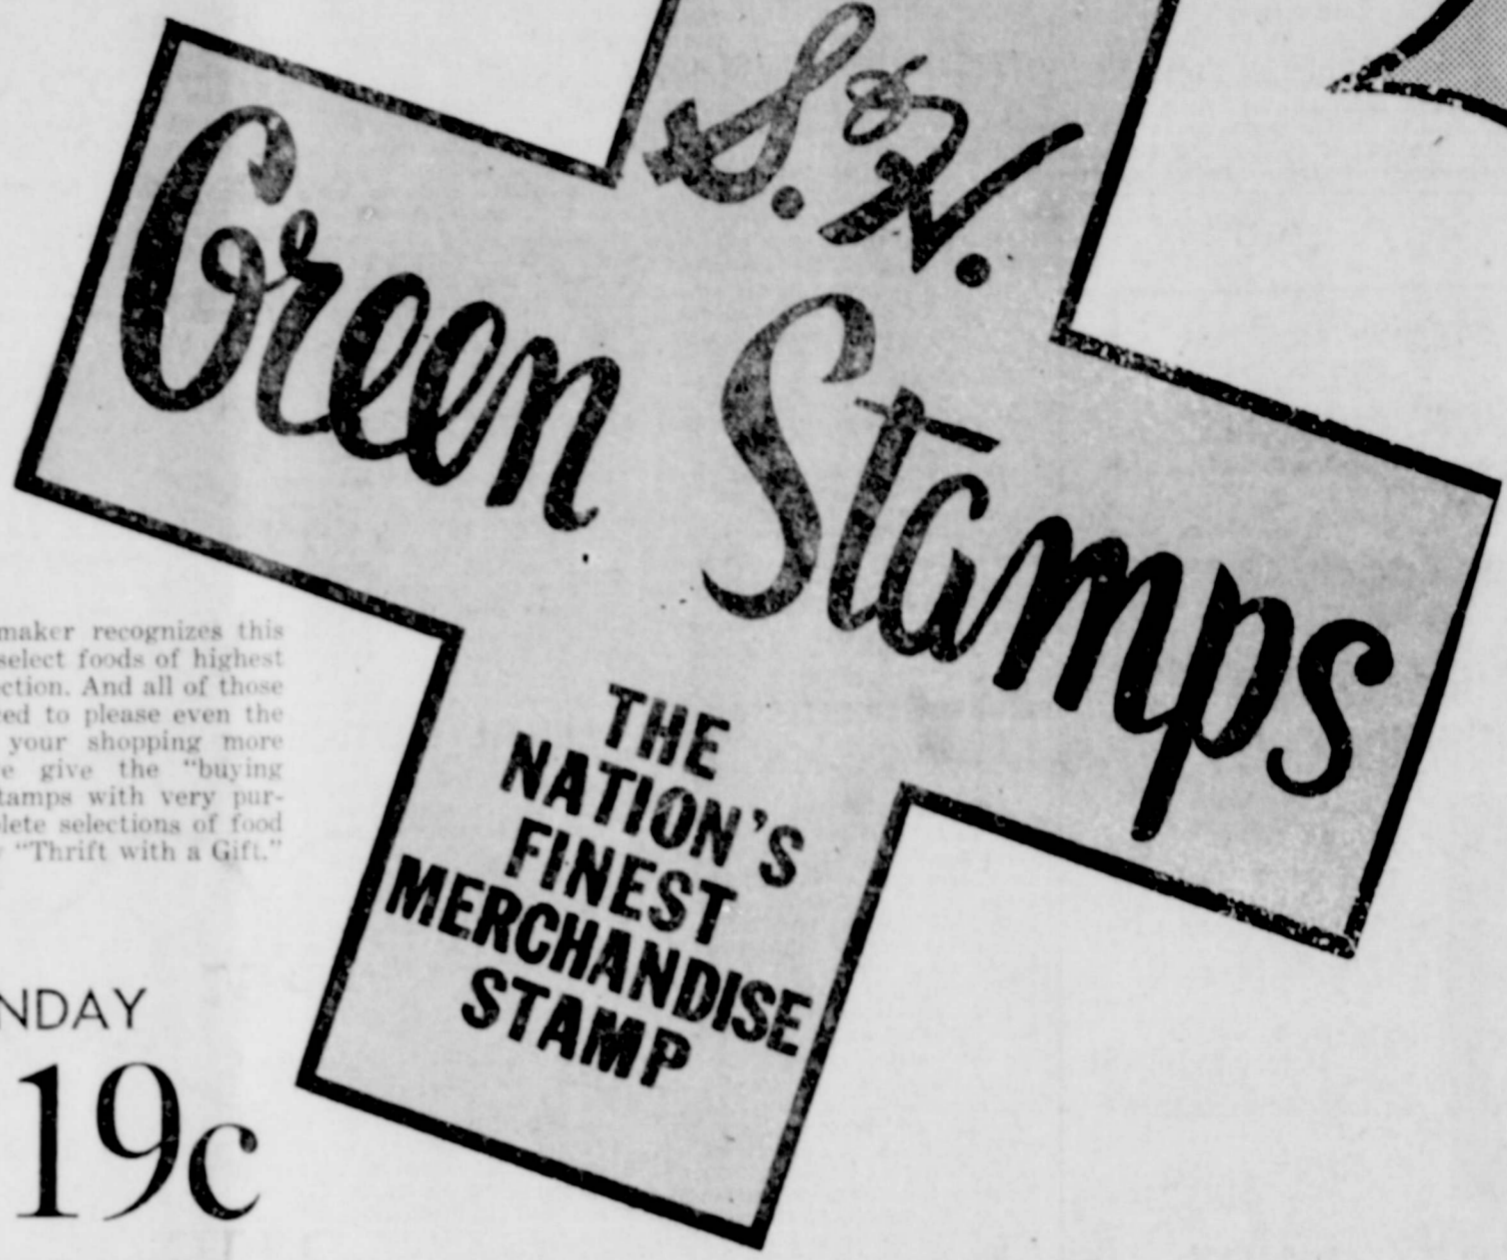 S.&H.
Green Stamps
THE
NATION'S
FINEST
MERCHANDISE
STAMP
maker recognizes this
select foods of highest
ction. And all of those
ed to please even the
your shopping more
e give the "buying
tamps with very pur-
lete selections of food
"Thrift with a Gift."
NDAY
19c